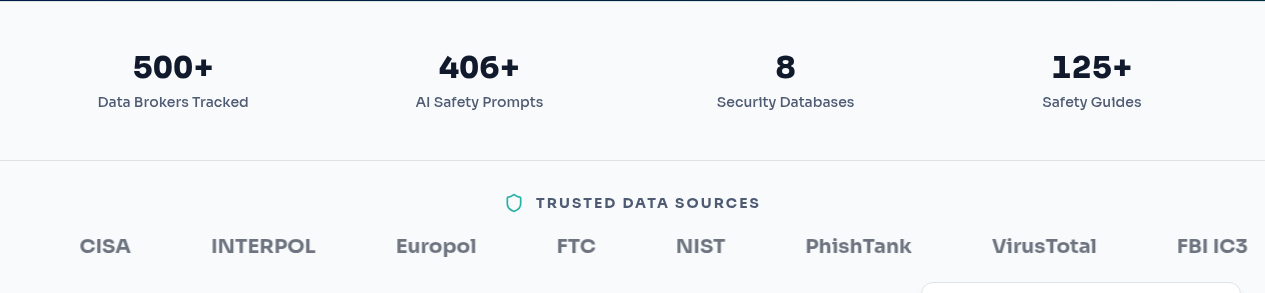 500+ 406+ 8 125+
Data Brokers Tracked AI Safety Prompts Security Databases Safety Guides
TRUSTED DATA SOURCES
CISA INTERPOL Europol FTC NIST PhishTank VirusTotal FBI IC3